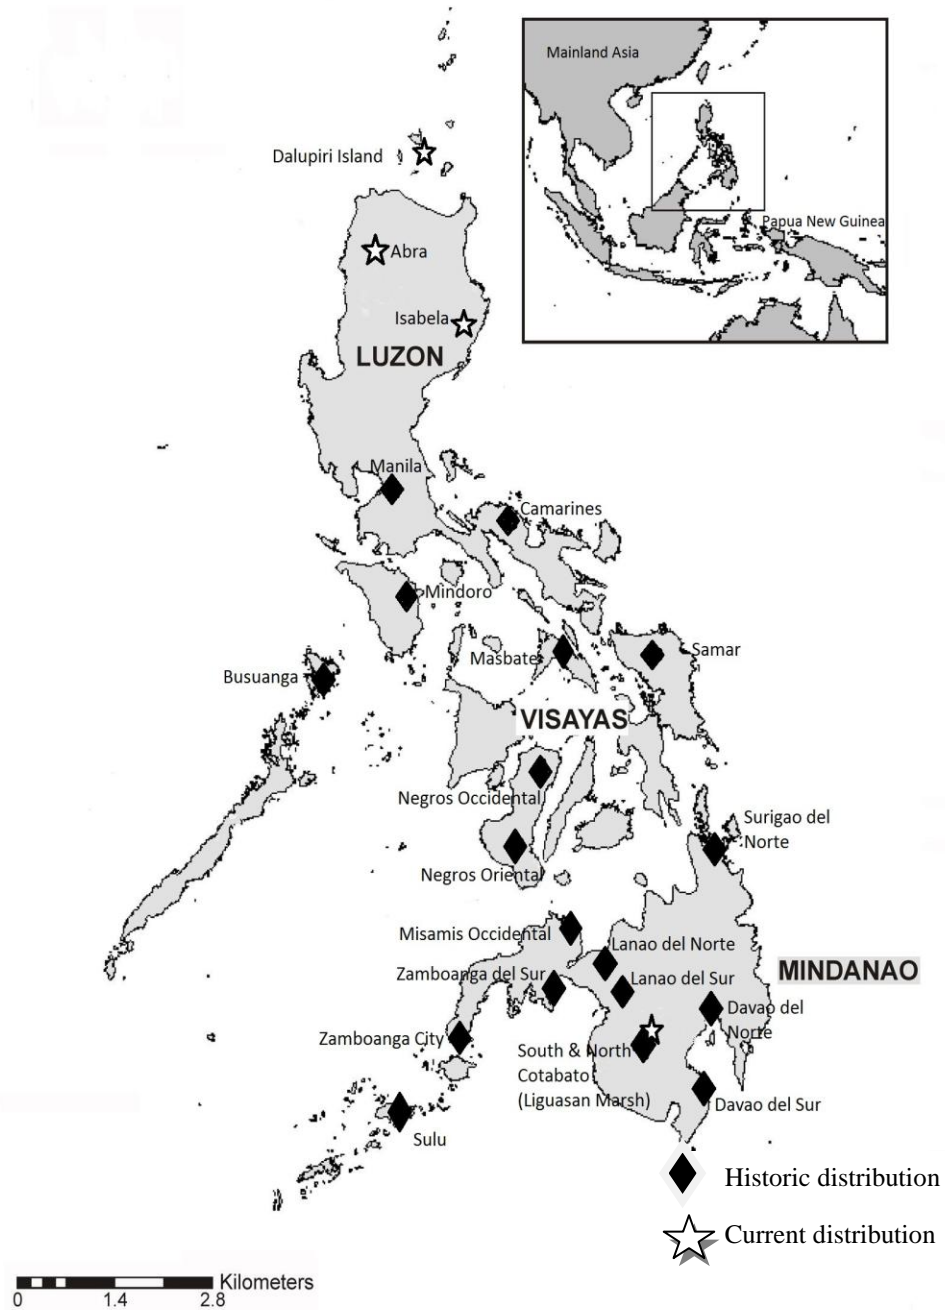 Mainland Asia
Papua New Guinea
Dalupiri Island
Abra
Isabela
LUZON
Manila
Camarines
Mindoro
Masbate
Samar
Busuanga
VISAYAS
Negros Occidental
Negros Oriental
Surigao del
Norte
Misamis Occidental
Lanao del Norte
Zamboanga del Sur
Lanao del Sur
MINDANAO
Davao del
Norte
Zamboanga City
South & North
Cotabato
(Liguasan Marsh)
Davao del Sur
Sulu
Historic distribution
Current distribution
Kilometers
0 1.4 2.8